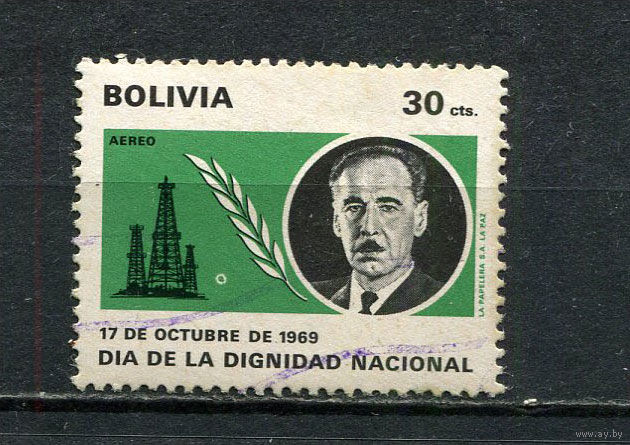 BOLIVIA 30 cts.
AEREO
LA PAPELERA S.A. LA PAZ
17 DE OCTUBRE DE 1969
DIA DE LA DIGNIDAD NACIONAL
www.ay.by